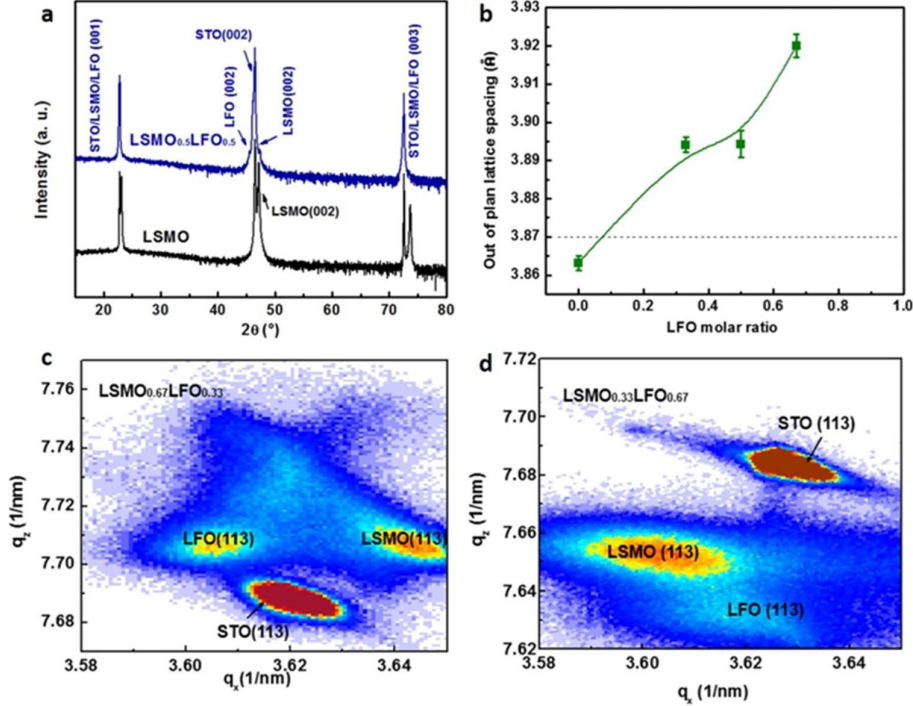 a
STO/LSMO/LFO (001)
STO(002)
LFO (002)
LSMO(002)
STO/LSMO/LFO (003)
LSMO0.5LFO0.5
LSMO(002)
LSMO
Intensity (a. u.)
20 30 40 50 60 70 80
2θ (°)
b
3.93
3.92
3.91
3.90
3.89
3.88
3.87
3.86
Out of plan lattice spacing (Å)
0.0 0.2 0.4 0.6 0.8 1.0
LFO molar ratio
c
LSMO0.67LFO0.33
7.76
7.74
7.72
7.70
7.68
qz (1/nm)
LFO(113)
LSMO(113)
STO(113)
3.58 3.60 3.62 3.64
qx(1/nm)
d
LSMO0.33LFO0.67
7.72
7.70
7.68
7.66
7.64
7.62
qz (1/nm)
STO (113)
LSMO (113)
LFO (113)
3.58 3.60 3.62 3.64
qx (1/nm)